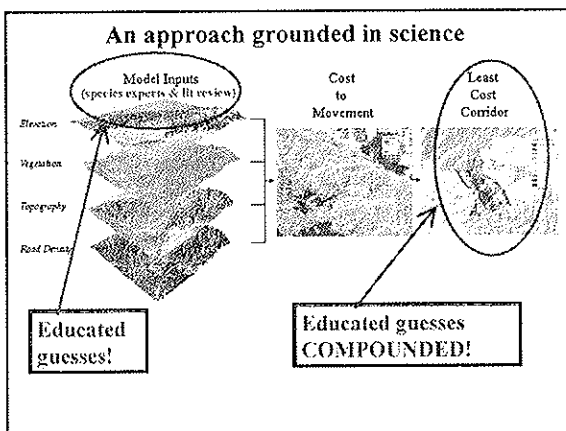 An approach grounded in science
Model Inputs
(species experts & lit review)
Cost
to
Movement
Least
Cost
Corridor
Elevation
Vegetation
Topography
Road Density
Educated
guesses!
Educated guesses
COMPOUNDED!